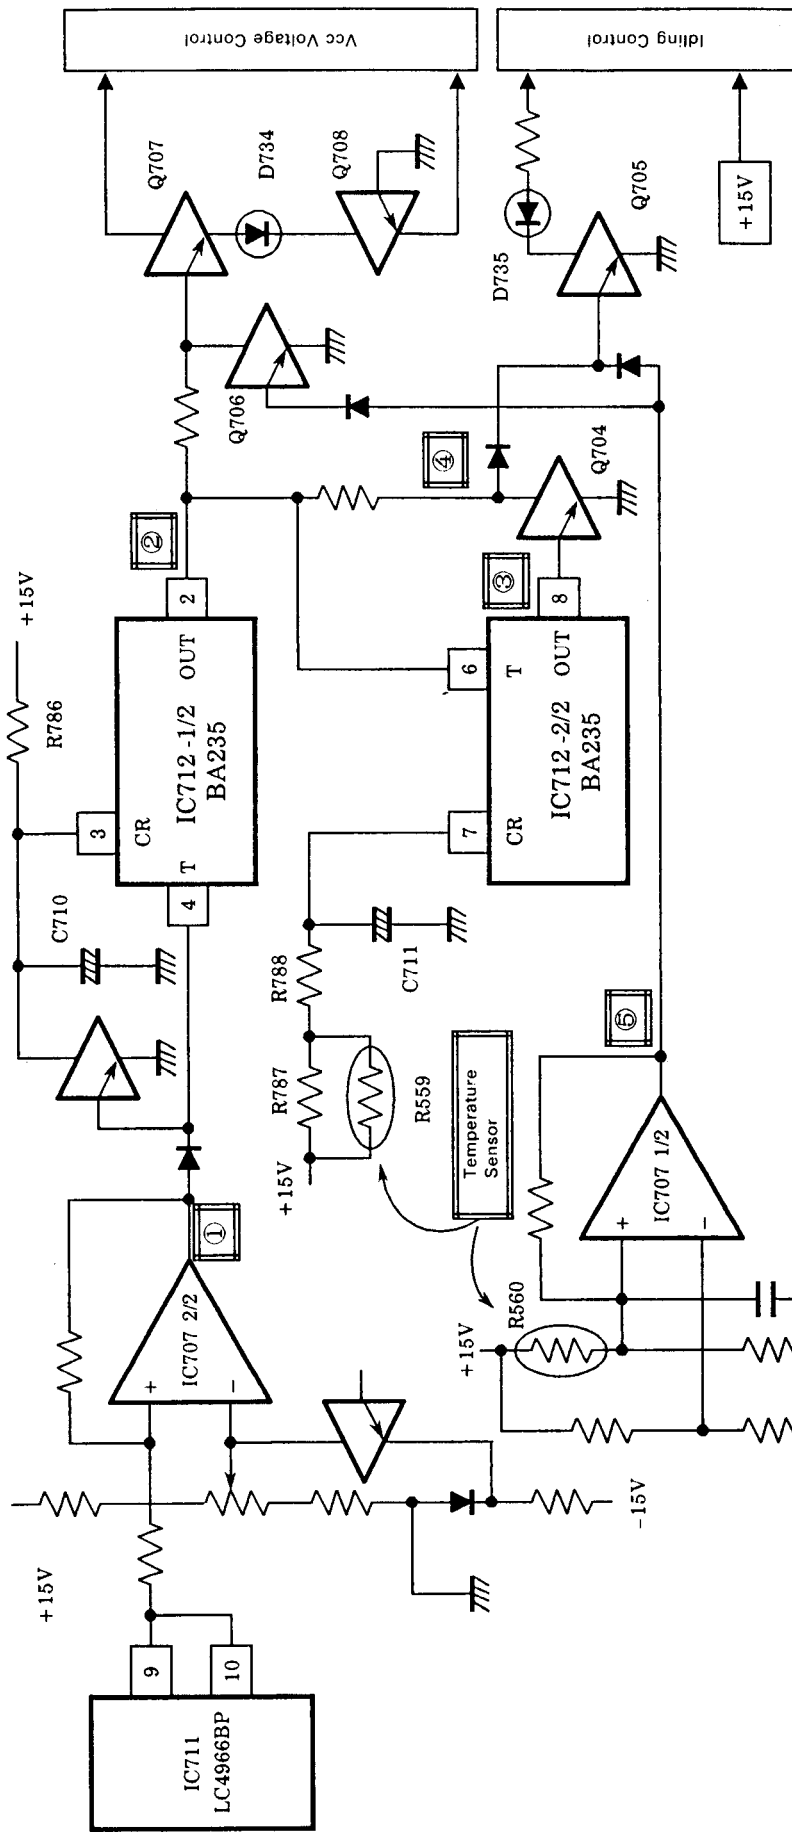 Vcc Voltage Control
Idling Control
Q707
D734
Q708
D735
Q705
+15V
Q706
Q704
②
④
③
+15V
R786
2
OUT
IC712 -1/2
BA235
3
CR
T
4
C710
6
T
8
OUT
IC712 -2/2
BA235
7
CR
R788
C711
R787
R559
+15V
Temperature
Sensor
⑤
①
IC707 2/2
+
−
R560
+15V
IC707 1/2
+
−
+15V
-15V
9
10
IC711
LC4966BP